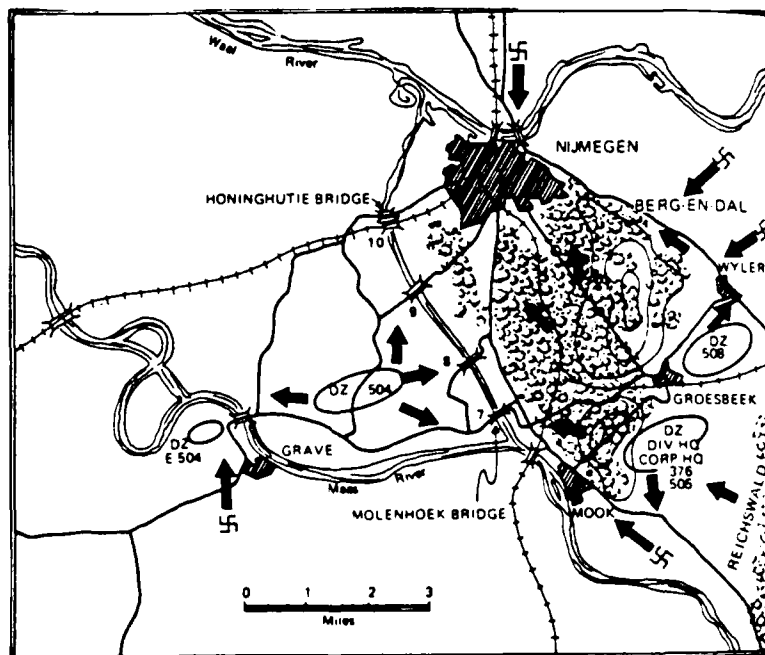 Waal
River
NIJMEGEN
HONINGHUTIE BRIDGE
BERG-EN-DAL
10
WYLER
9
DZ
508
8
DZ 504
GROESBEEK
7
DZ
E 504
GRAVE
DZ
DIV HQ
CORP HQ
376
505
Maas River
MOLENHOEK BRIDGE
MOOK
REICHSWALD
0 1 2 3
Miles